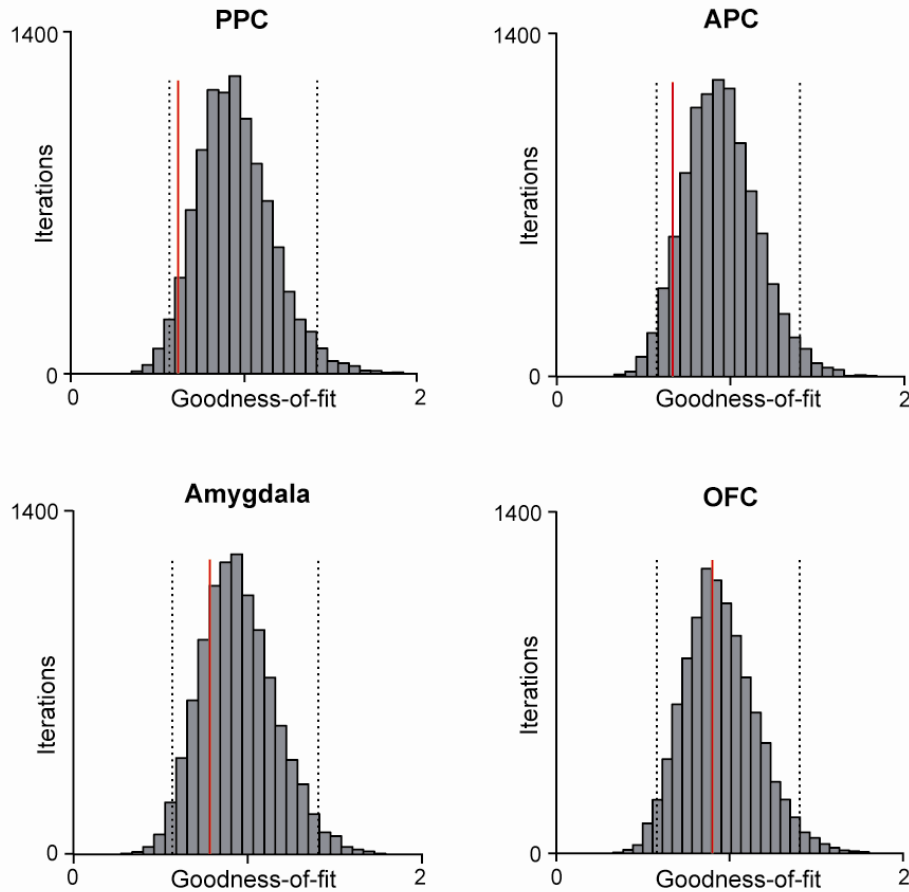 PPC
1400
Iterations
0
0
Goodness-of-fit
2
APC
1400
Iterations
0
0
Goodness-of-fit
2
Amygdala
1400
Iterations
0
0
Goodness-of-fit
2
OFC
1400
Iterations
0
0
Goodness-of-fit
2